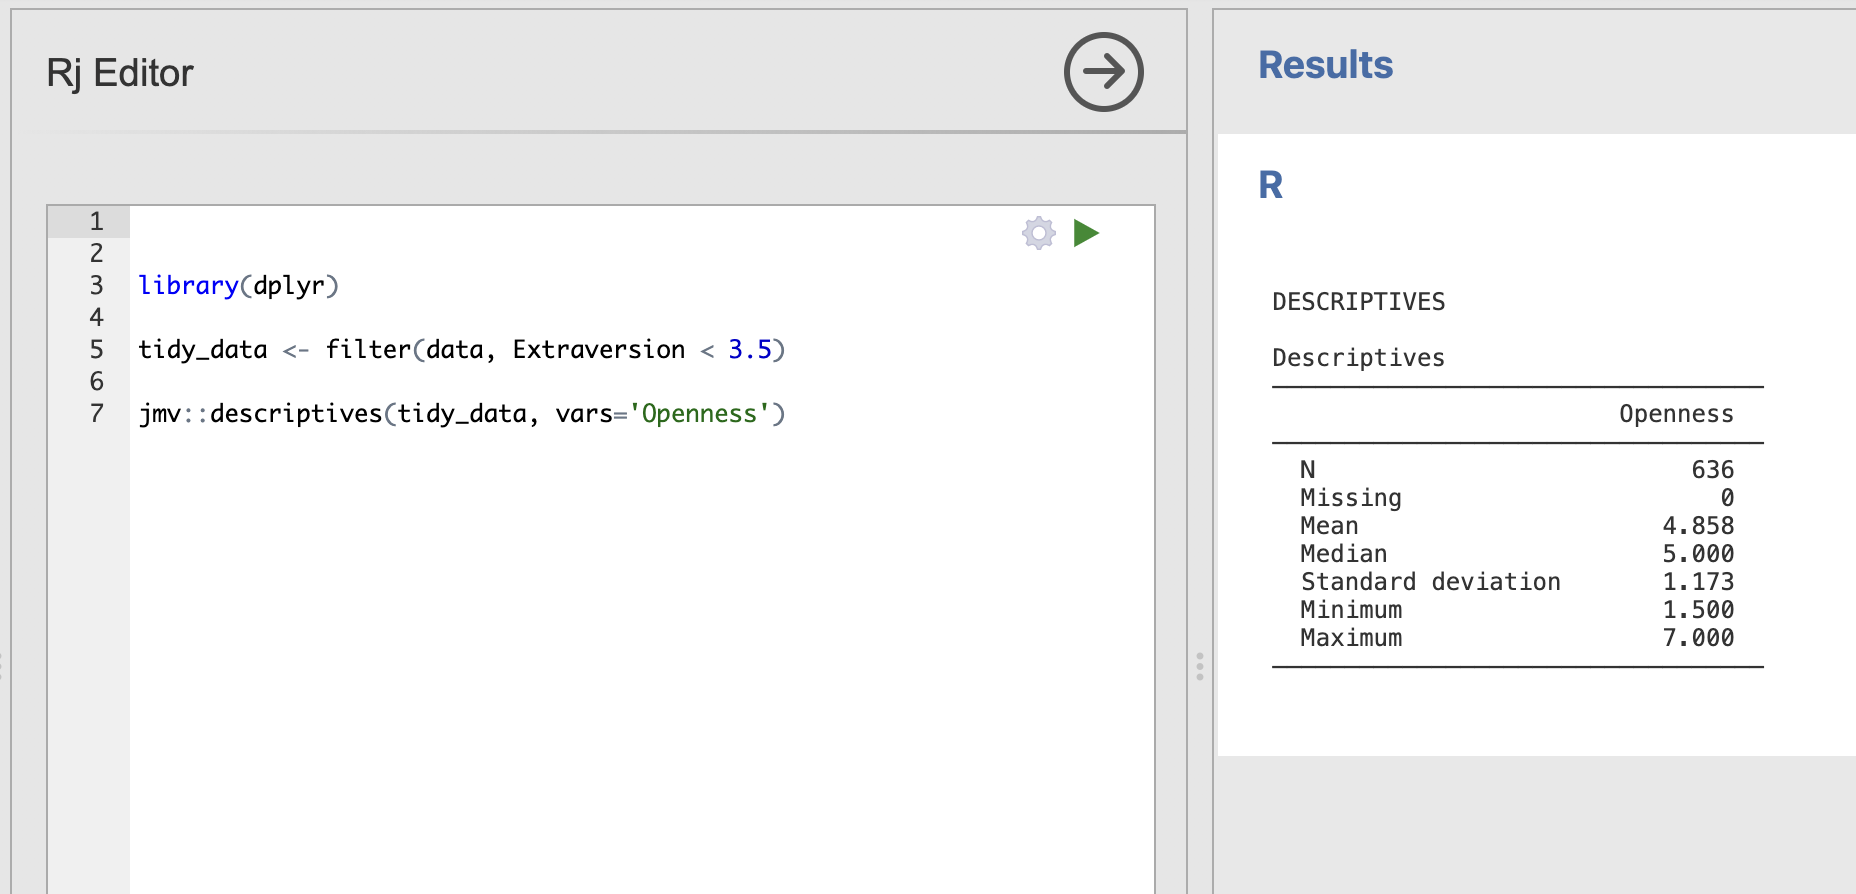 Rj Editor
1
2
3 library(dplyr)
4
5 tidy_data <- filter(data, Extraversion < 3.5)
6
7 jmv::descriptives(tidy_data, vars='Openness')
Results
R
DESCRIPTIVES
Descriptives
Openness
N 636
Missing 0
Mean 4.858
Median 5.000
Standard deviation 1.173
Minimum 1.500
Maximum 7.000